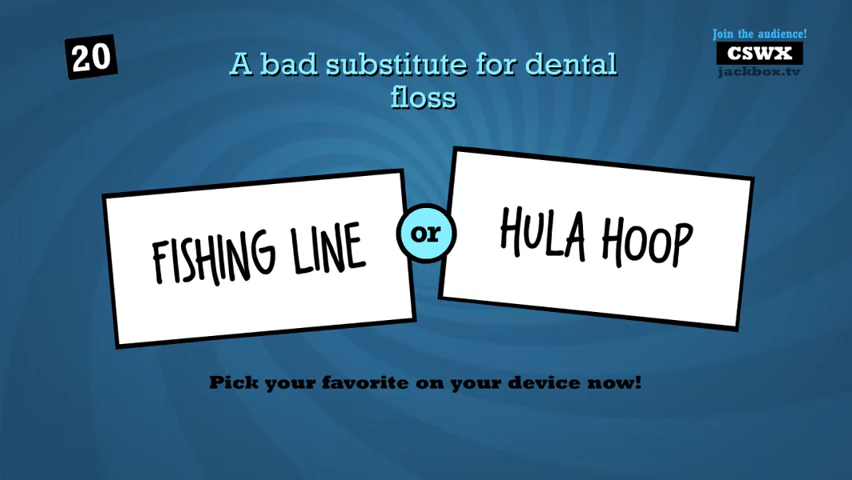 20
Join the audience!
CSWX
jackbox.tv
A bad substitute for dental
floss
FISHING LINE
or
HULA HOOP
Pick your favorite on your device now!